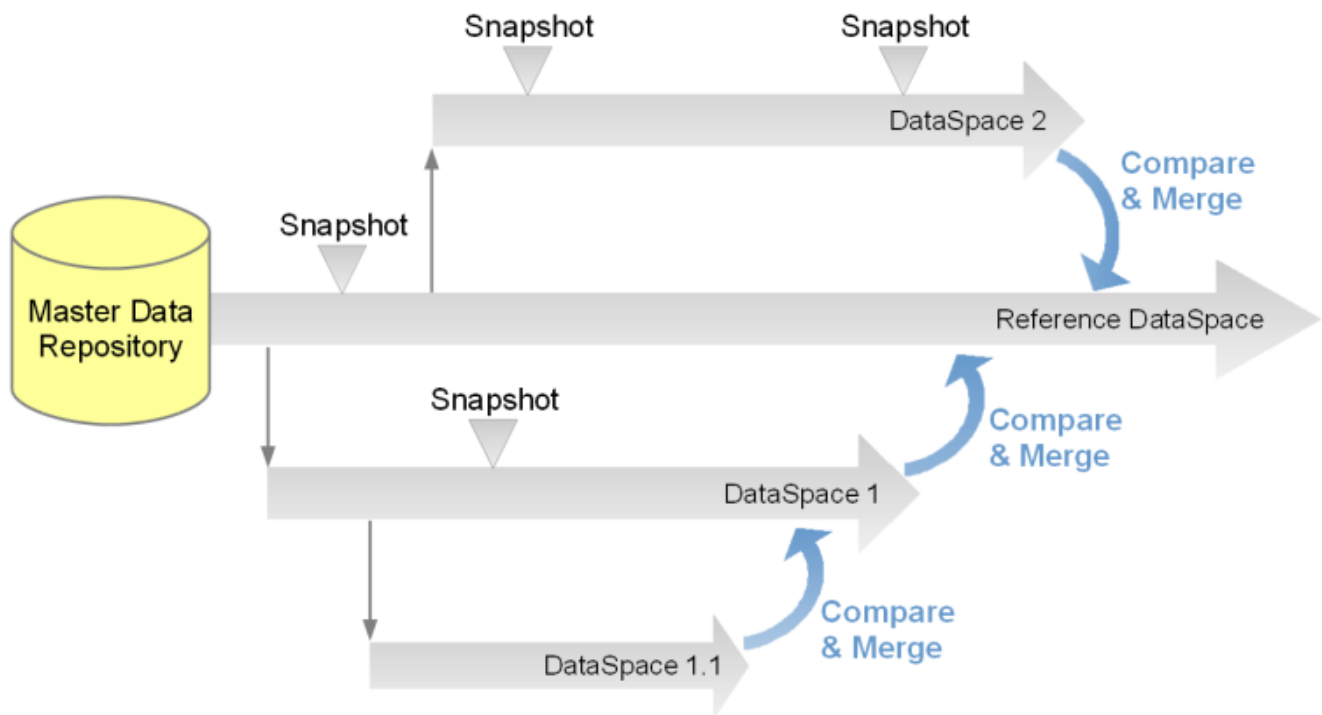 Snapshot
Snapshot
DataSpace 2
Compare
& Merge
Snapshot
Master Data
Repository
Reference DataSpace
Snapshot
Compare
& Merge
DataSpace 1
Compare
& Merge
DataSpace 1.1